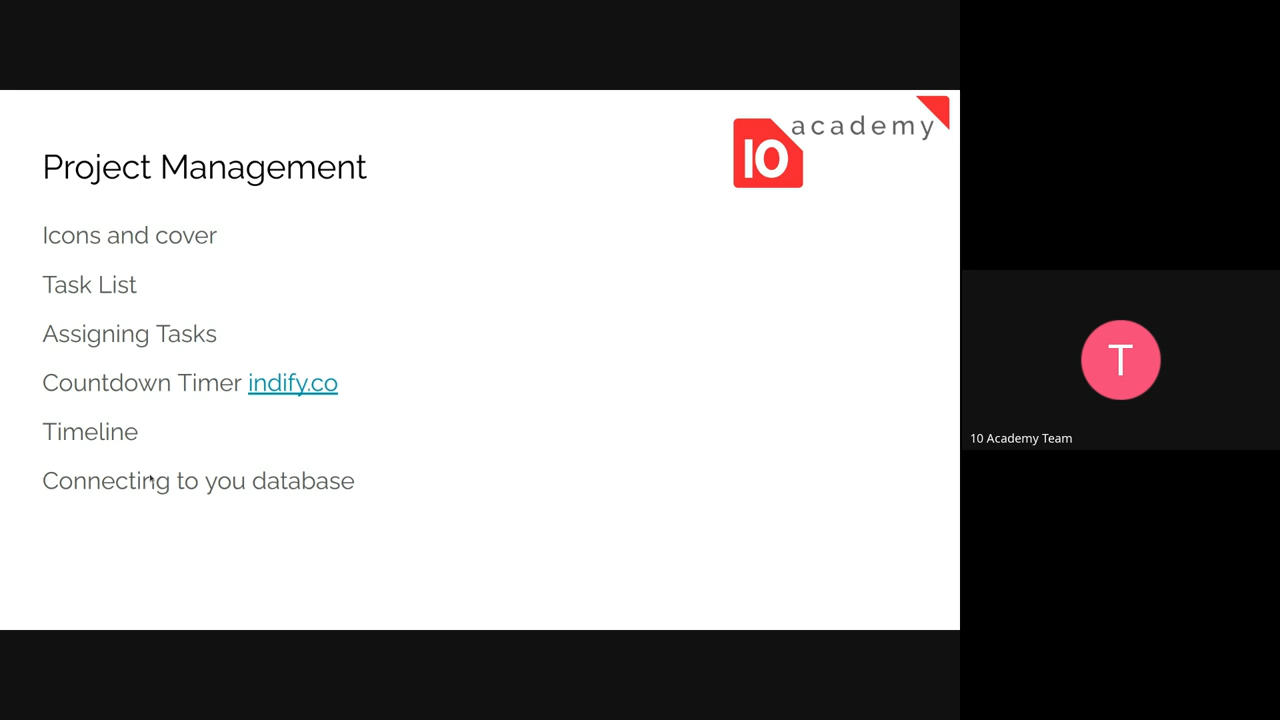 academy
10
Project Management
Icons and cover
Task List
Assigning Tasks
Countdown Timer indify.co
Timeline
Connecting to you database
T
10 Academy Team